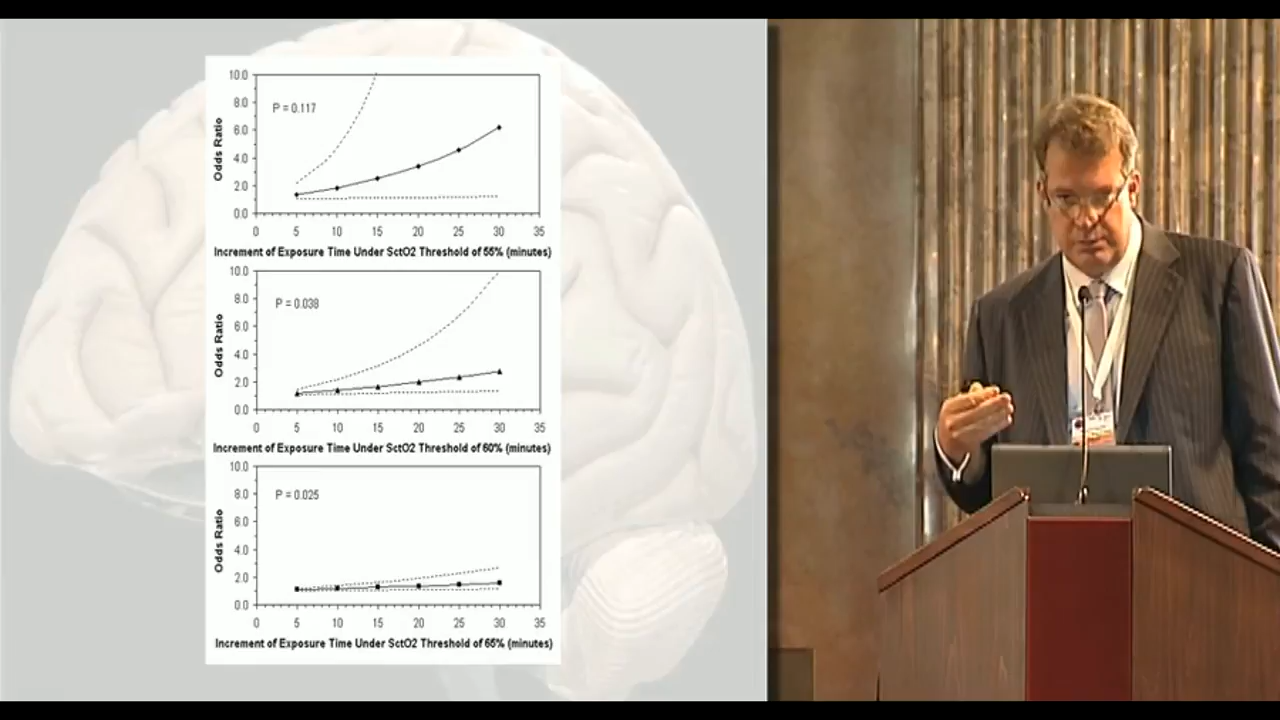 10.0
8.0
6.0
4.0
2.0
0.0
Odds Ratio
P = 0.117
0 5 10 15 20 25 30 35
Increment of Exposure Time Under SctO2 Threshold of 55% (minutes)
10.0
8.0
6.0
4.0
2.0
0.0
Odds Ratio
P = 0.038
0 5 10 15 20 25 30 35
Increment of Exposure Time Under SctO2 Threshold of 60% (minutes)
10.0
8.0
6.0
4.0
2.0
0.0
Odds Ratio
P = 0.025
0 5 10 15 20 25 30 35
Increment of Exposure Time Under SctO2 Threshold of 65% (minutes)